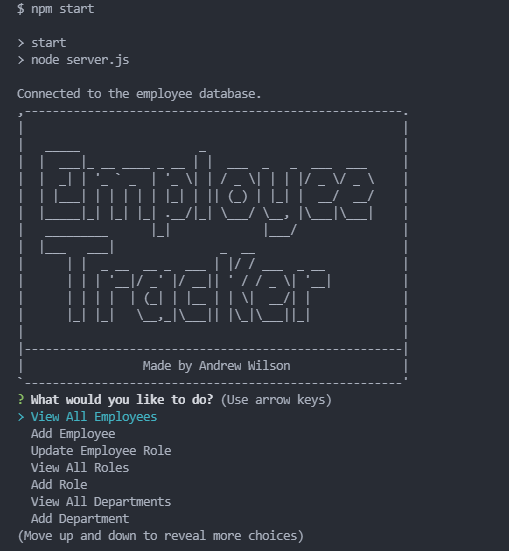 $ npm start
> start
> node server.js
Connected to the employee database.
Employee
Tracker
Made by Andrew Wilson
? What would you like to do? (Use arrow keys)
> View All Employees
Add Employee
Update Employee Role
View All Roles
Add Role
View All Departments
Add Department
(Move up and down to reveal more choices)